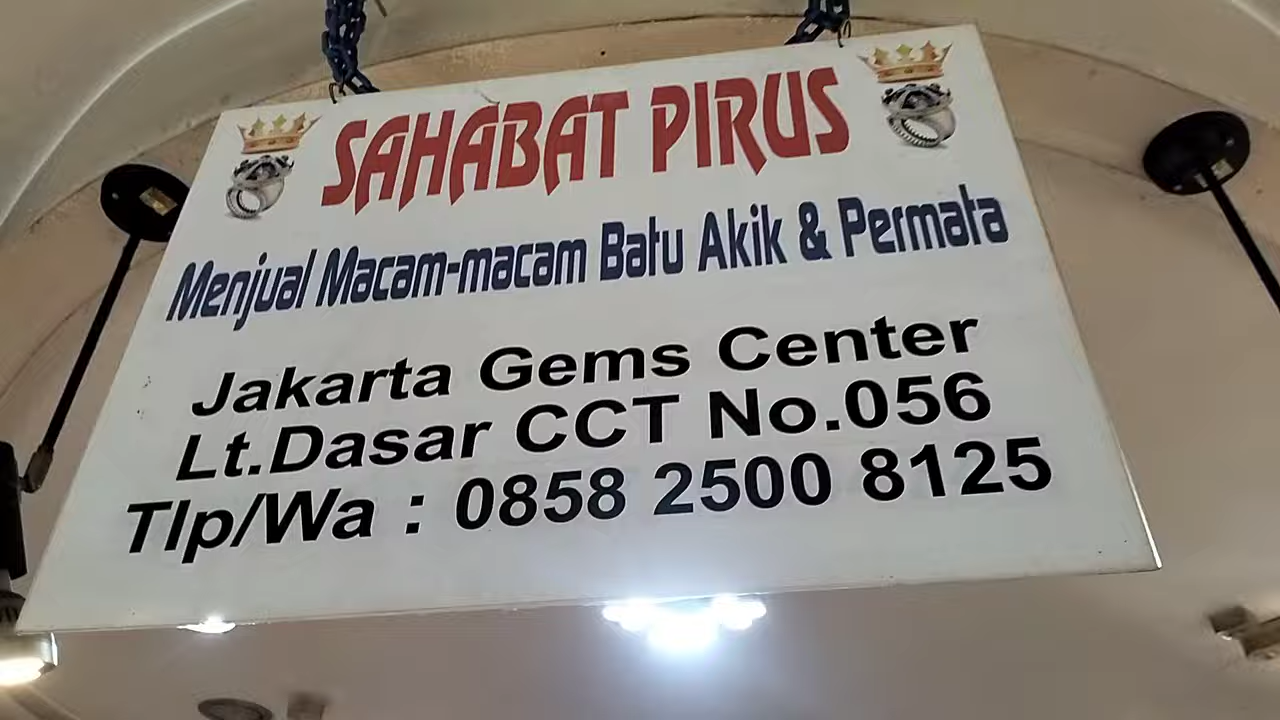 SAHABAT PIRUS
Menjual Macam-macam Batu Akik & Permata
Jakarta Gems Center
Lt.Dasar CCT No.056
Tlp/Wa : 0858 2500 8125